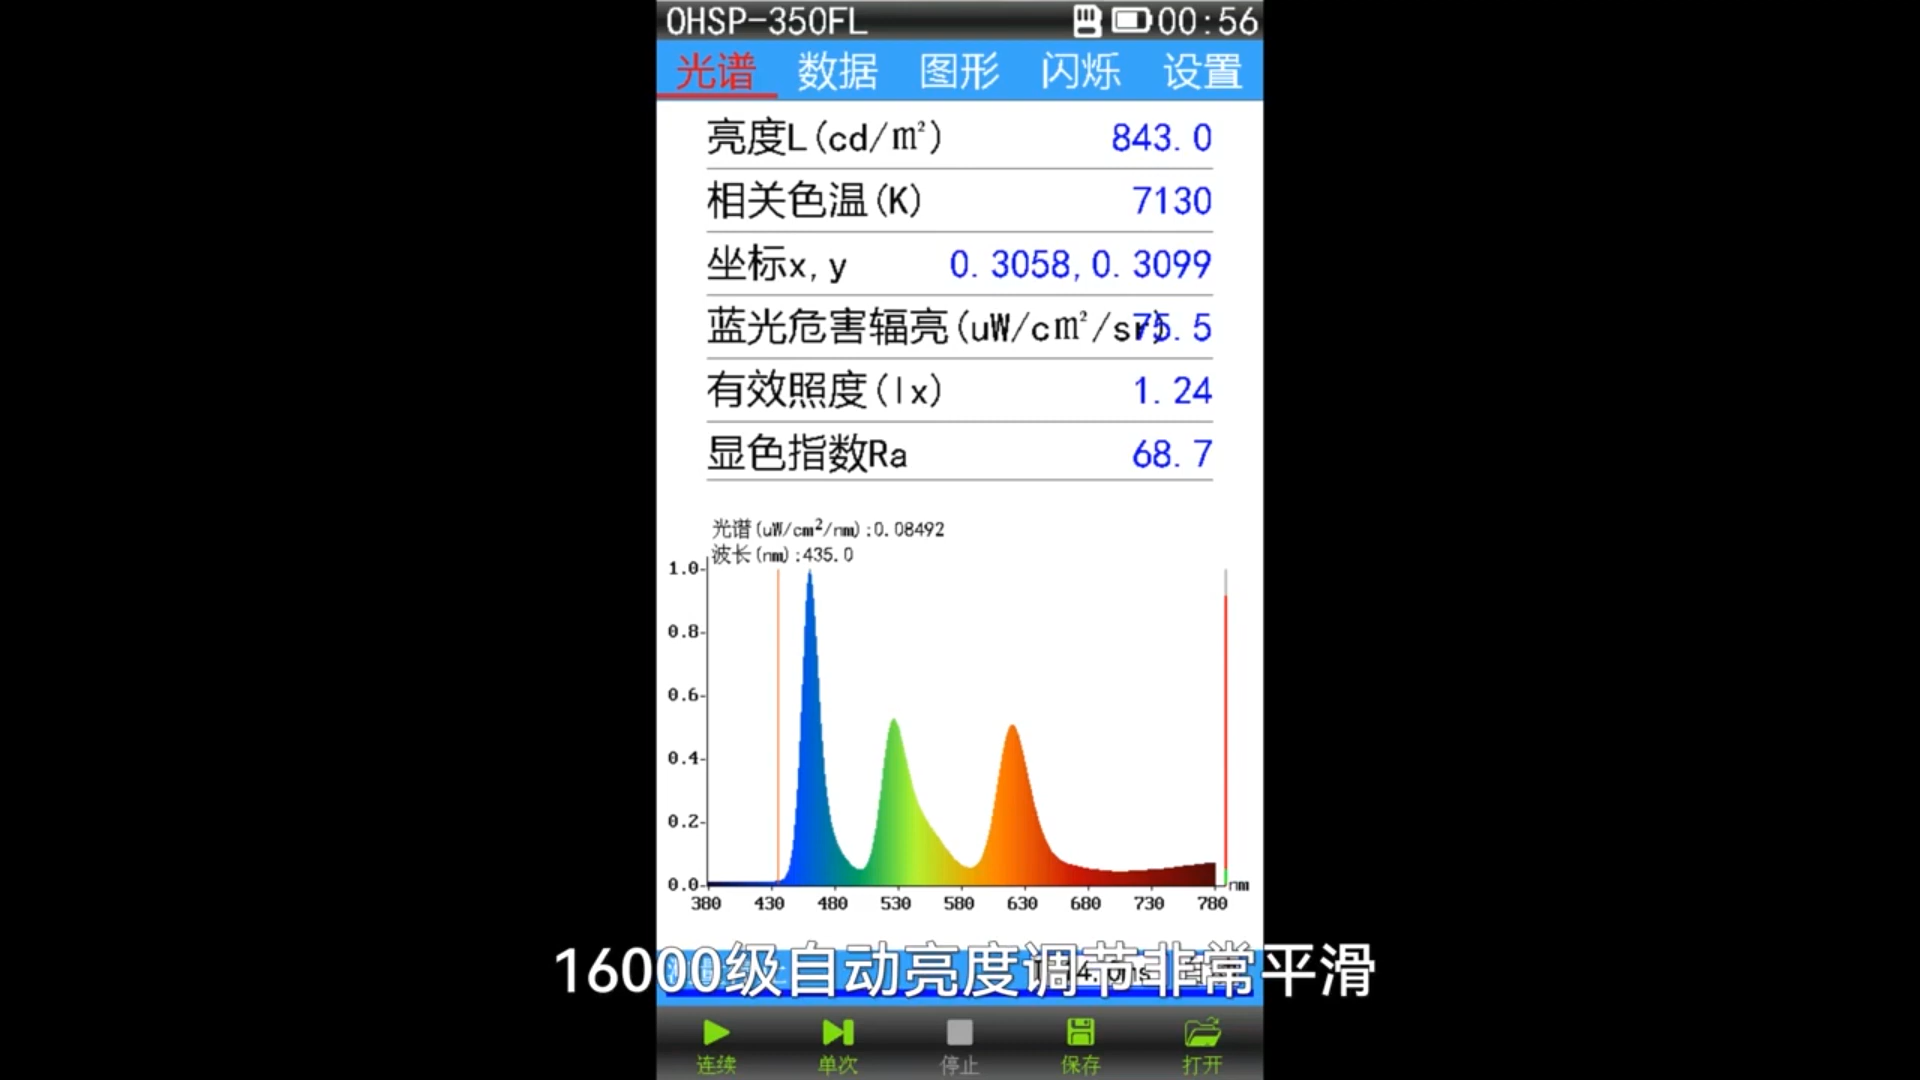 OHSP-350FL 00:56
光谱 数据 图形 闪烁 设置
亮度L(cd/m²) 843.0
相关色温(K) 7130
坐标x,y 0.3058,0.3099
蓝光危害辐亮(uW/cm²/sr) 75.5
有效照度(lx) 1.24
显色指数Ra 68.7
光谱(uW/cm2/nm):0.08492
波长(nm):435.0
1.0
0.8
0.6
0.4
0.2
0.0
nm
380 430 480 530 580 630 680 730 780
16000级自动亮度调节非常平滑
连续 单次 停止 保存 打开